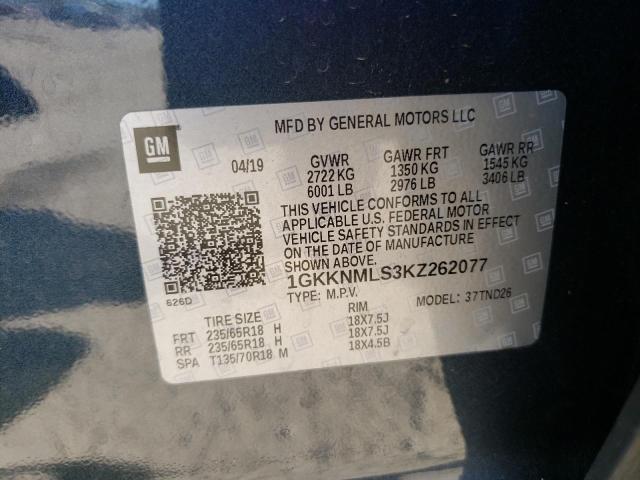 MFD BY GENERAL MOTORS LLC
GM
04/19
GVWR GAWR FRT GAWR RR
2722 KG 1350 KG 1545 KG
6001 LB 2976 LB 3406 LB
THIS VEHICLE CONFORMS TO ALL
APPLICABLE U.S. FEDERAL MOTOR
VEHICLE SAFETY STANDARDS IN EFFECT
ON THE DATE OF MANUFACTURE
SHOWN ABOVE.
1GKKNMLS3KZ262077
626D
TYPE: M.P.V. MODEL: 37TND26
TIRE SIZE RIM
FRT 235/65R18 H 18X7.5J
RR 235/65R18 H 18X7.5J
SPA T135/70R18 M 18X4.5B